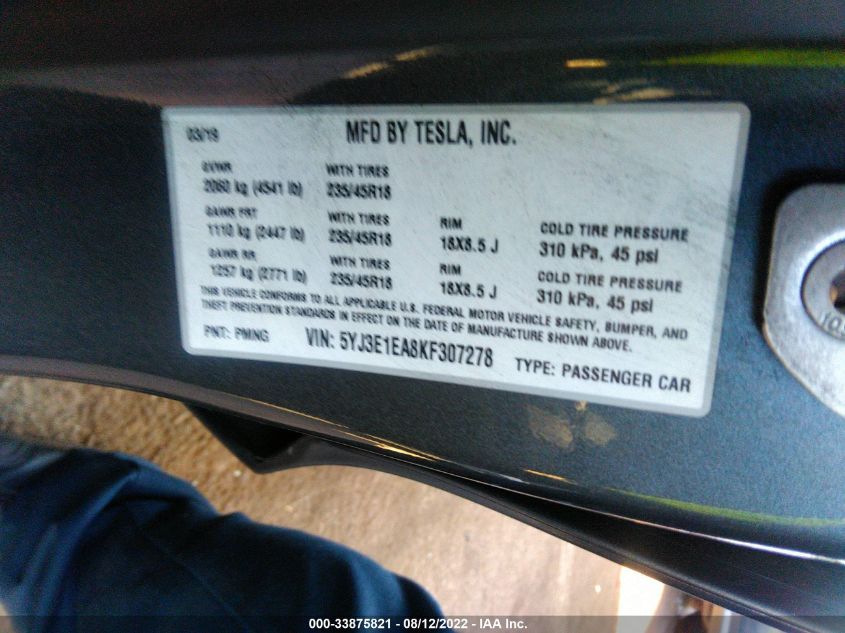 03/19 MFD BY TESLA, INC.
GVWR WITH TIRES
2060 kg (4541 lb) 235/45R18
GAWR FRT WITH TIRES RIM COLD TIRE PRESSURE
1110 kg (2447 lb) 235/45R18 18X8.5 J 310 kPa, 45 psi
GAWR RR WITH TIRES RIM COLD TIRE PRESSURE
1257 kg (2771 lb) 235/45R18 18X8.5 J 310 kPa, 45 psi
THIS VEHICLE CONFORMS TO ALL APPLICABLE U.S. FEDERAL MOTOR VEHICLE SAFETY, BUMPER, AND
THEFT PREVENTION STANDARDS IN EFFECT ON THE DATE OF MANUFACTURE SHOWN ABOVE.
PNT: PMNG VIN: 5YJ3E1EA8KF307278 TYPE: PASSENGER CAR
000-33875821 - 08/12/2022 - IAA Inc.